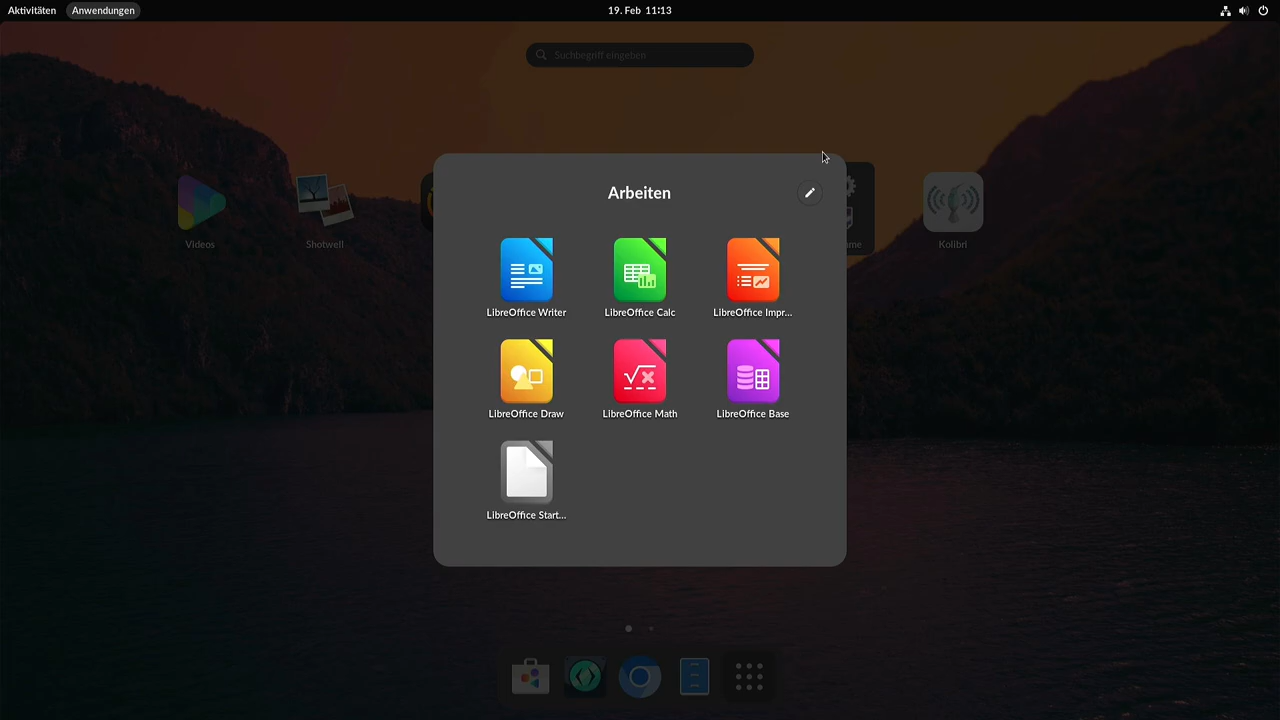 Aktivitäten Anwendungen 19. Feb 11:13
Suchbegriff eingeben
Arbeiten
Videos Shotwell Kolibri
LibreOffice Writer LibreOffice Calc LibreOffice Impr...
LibreOffice Draw LibreOffice Math LibreOffice Base
LibreOffice Start...